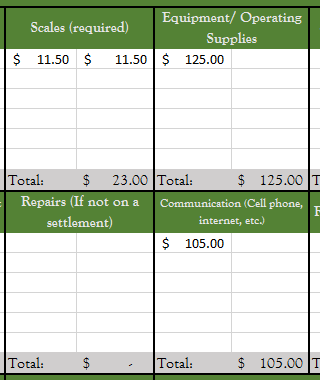 Scales (required)
Equipment/ Operating
Supplies
$ 11.50 $ 11.50 $ 125.00
Total: $ 23.00 Total: $ 125.00 T
Repairs (If not on a
settlement)
Communication (Cell phone,
internet, etc.)
$ 105.00
Total: $ - Total: $ 105.00 T